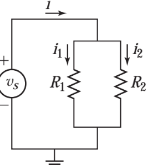 i
i₁ i₂
+
vₛ R₁ R₂
−